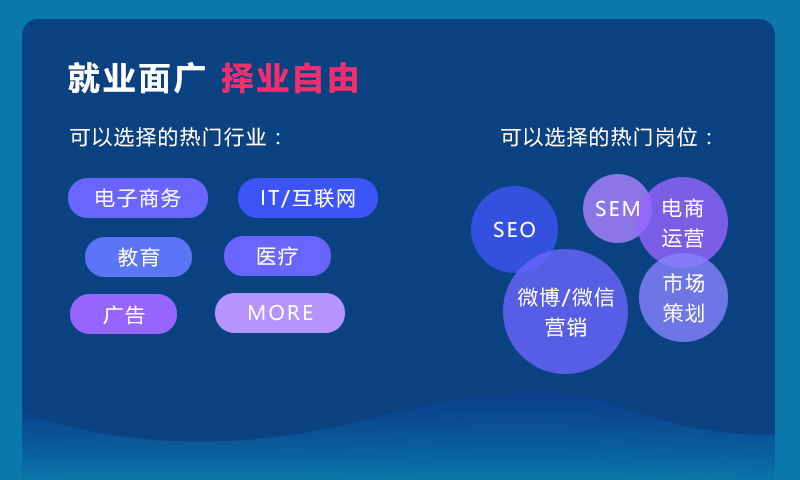 就业面广 择业自由
可以选择的热门行业：
电子商务
IT/互联网
教育
医疗
广告
MORE
可以选择的热门岗位：
SEO
SEM
电商
运营
微博/微信
营销
市场
策划